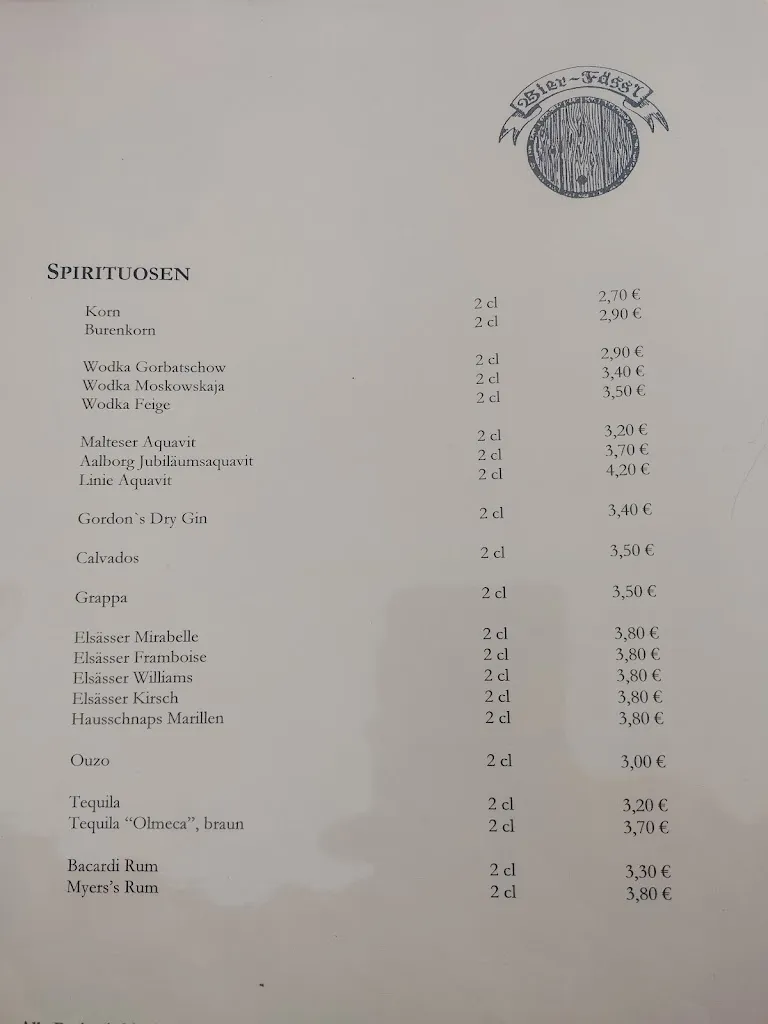 Bier-Fässl
SPIRITUOSEN
Korn 2 cl 2,70 €
Burenkorn 2 cl 2,90 €
Wodka Gorbatschow 2 cl 2,90 €
Wodka Moskowskaja 2 cl 3,40 €
Wodka Feige 2 cl 3,50 €
Malteser Aquavit 2 cl 3,20 €
Aalborg Jubiläumsaquavit 2 cl 3,70 €
Linie Aquavit 2 cl 4,20 €
Gordon`s Dry Gin 2 cl 3,40 €
Calvados 2 cl 3,50 €
Grappa 2 cl 3,50 €
Elsässer Mirabelle 2 cl 3,80 €
Elsässer Framboise 2 cl 3,80 €
Elsässer Williams 2 cl 3,80 €
Elsässer Kirsch 2 cl 3,80 €
Hausschnaps Marillen 2 cl 3,80 €
Ouzo 2 cl 3,00 €
Tequila 2 cl 3,20 €
Tequila “Olmeca”, braun 2 cl 3,70 €
Bacardi Rum 2 cl 3,30 €
Myers’s Rum 2 cl 3,80 €